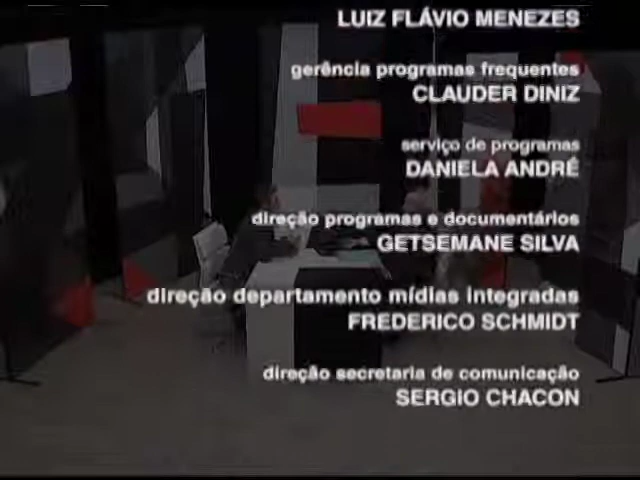 LUIZ FLÁVIO MENEZES
gerência programas frequentes
CLAUDER DINIZ
serviço de programas
DANIELA ANDRÉ
direção programas e documentários
GETSEMANE SILVA
direção departamento mídias integradas
FREDERICO SCHMIDT
direção secretaria de comunicação
SERGIO CHACON